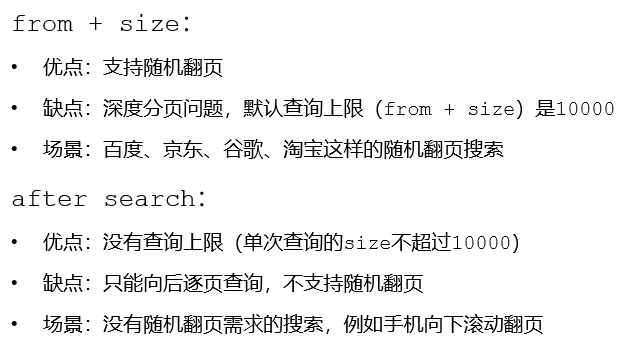 from + size：
• 优点：支持随机翻页
• 缺点：深度分页问题，默认查询上限（from + size）是10000
• 场景：百度、京东、谷歌、淘宝这样的随机翻页搜索
after search：
• 优点：没有查询上限（单次查询的size不超过10000）
• 缺点：只能向后逐页查询，不支持随机翻页
• 场景：没有随机翻页需求的搜索，例如手机向下滚动翻页